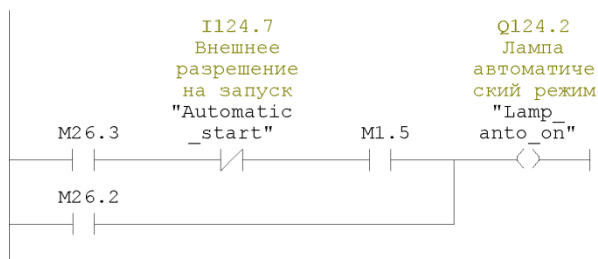 I124.7
Внешнее
разрешение
на запуск
"Automatic
_start"
Q124.2
Лампа
автоматиче
ский режим
"Lamp_
anto_on"
M26.3
M1.5
M26.2